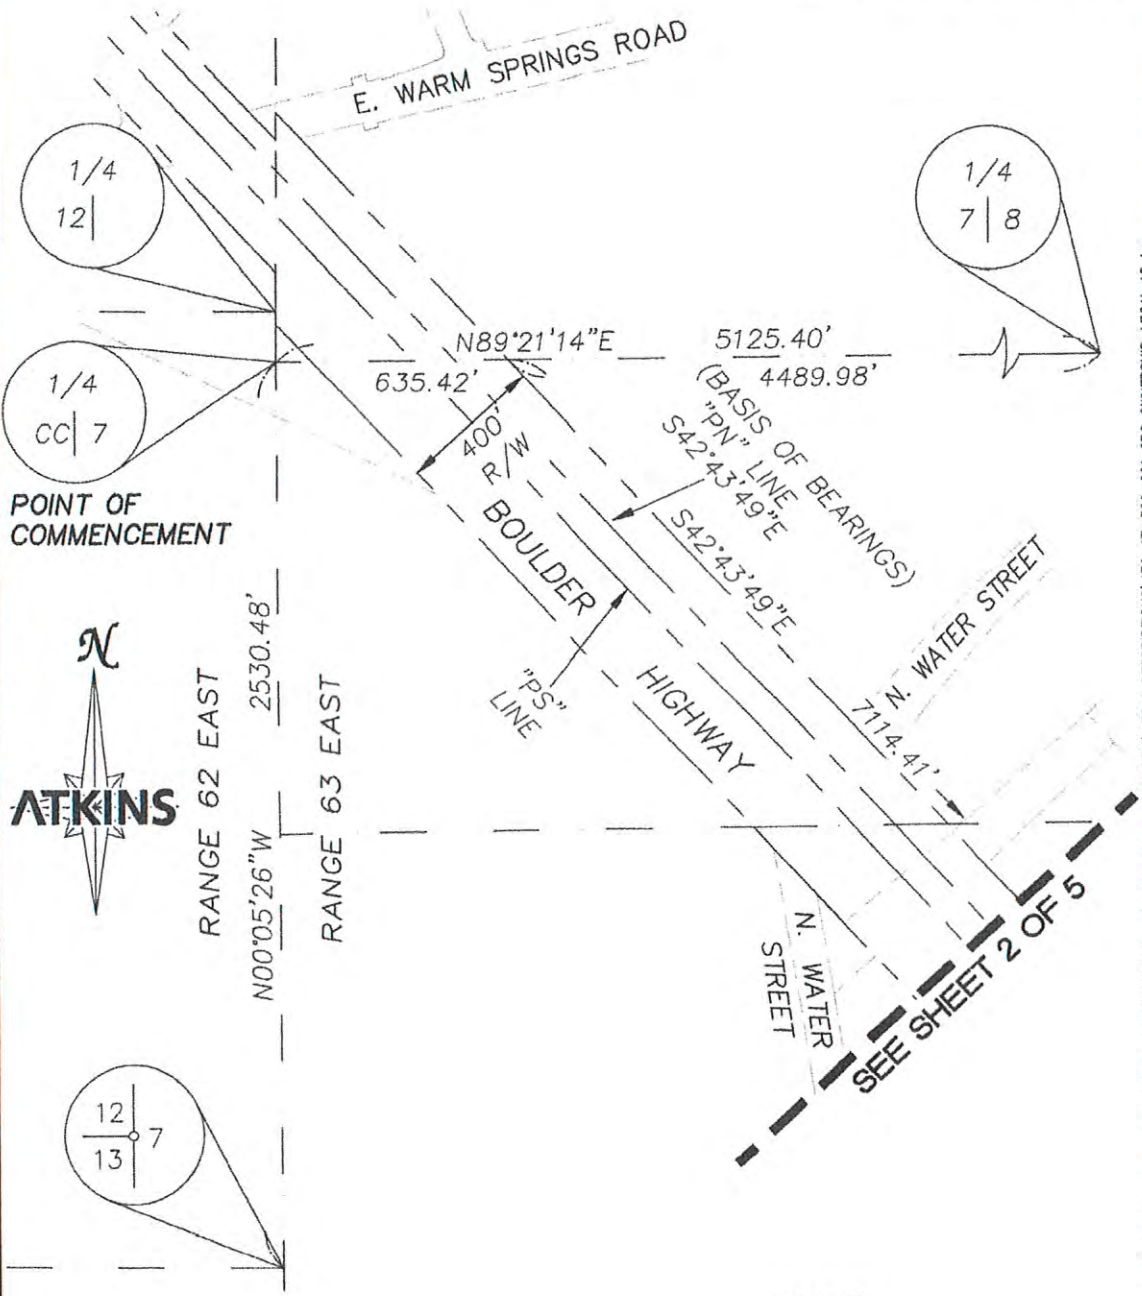 E. WARM SPRINGS ROAD
1/4
12
1/4
7 8
N89°21'14"E
5125.40'
635.42'
4489.98'
1/4
CC 7
POINT OF
COMMENCEMENT
400'
R/W
(BASIS OF BEARINGS)
"PN" LINE
S42°43'49"E
S42°43'49"E
BOULDER
HIGHWAY
"PS"
LINE
N. WATER STREET
7114.41'
N
ATKINS
RANGE 62 EAST
N00°05'26"W
2530.48'
RANGE 63 EAST
N. WATER
STREET
SEE SHEET 2 OF 5
12
7
13